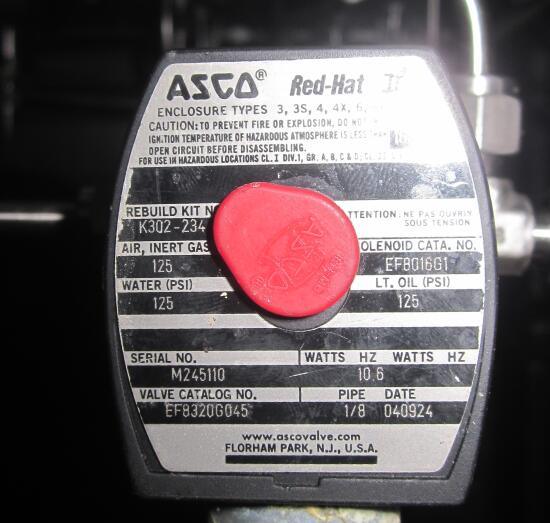 ASCO® Red-Hat II
ENCLOSURE TYPES 3, 3S, 4, 4X, 6,
CAUTION: TO PREVENT FIRE OR EXPLOSION, DO NOT
IGNITION TEMPERATURE OF HAZARDOUS ATMOSPHERE IS LESS THAN
OPEN CIRCUIT BEFORE DISASSEMBLING.
FOR USE IN HAZARDOUS LOCATIONS CL. I DIV.1, GR. A, B, C & D;
REBUILD KIT NO ATTENTION: NE PAS OUVRIR
K302-234 SOUS TENSION
AIR, INERT GAS SOLENOID CATA. NO.
125 EF8016G1
WATER (PSI) LT. OIL (PSI)
125 125
SERIAL NO. WATTS HZ WATTS HZ
M245110 10.6
VALVE CATALOG NO. PIPE DATE
EF8320G045 1/8 040924
www.ascovalve.com
FLORHAM PARK, N.J., U.S.A.